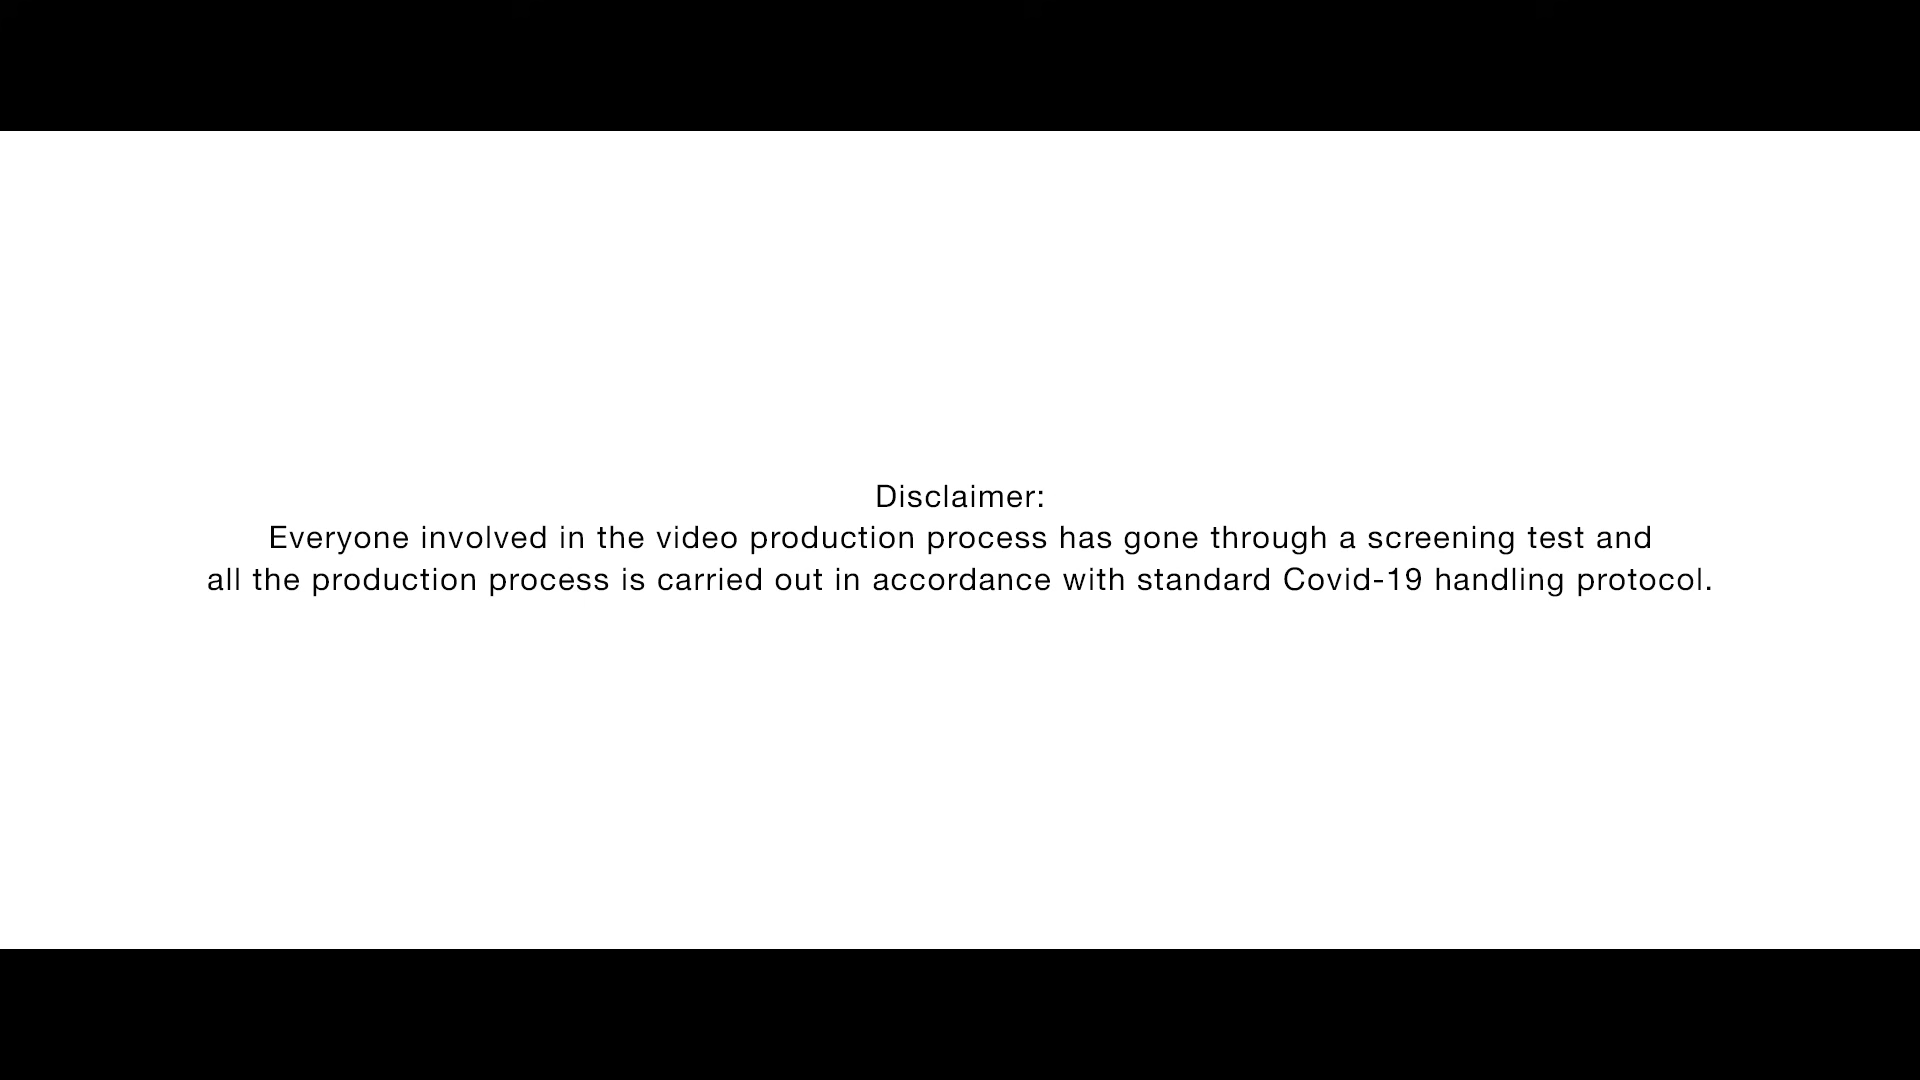 Disclaimer:
Everyone involved in the video production process has gone through a screening test and
all the production process is carried out in accordance with standard Covid-19 handling protocol.